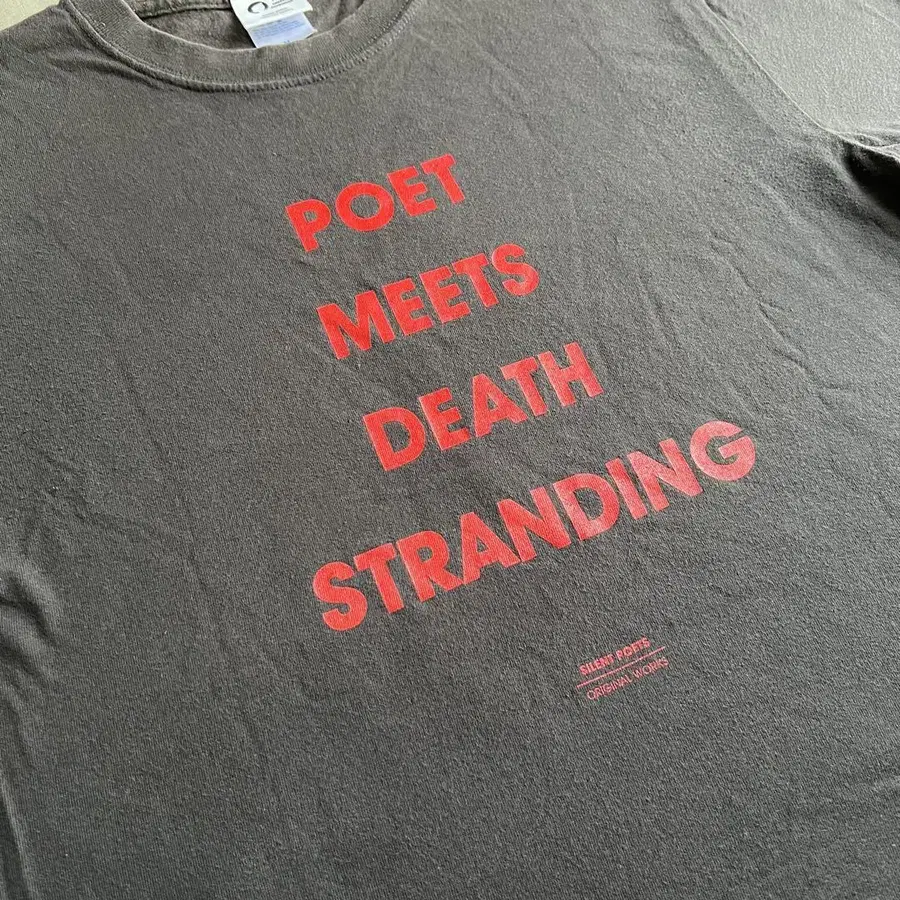 POET
MEETS
DEATH
STRANDING
SILENT POETS
ORIGINAL WORKS